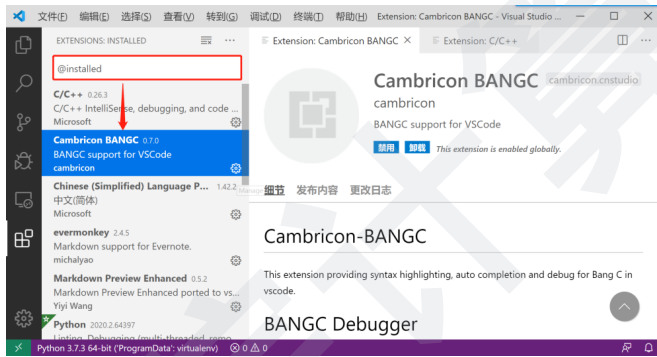 文件(F) 编辑(E) 选择(S) 查看(V) 转到(G) 调试(D) 终端(T) 帮助(H) Extension: Cambricon BANGC - Visual Studio ...
EXTENSIONS: INSTALLED
Extension: Cambricon BANGC
Extension: C/C++
@installed
C/C++ 0.26.3
C/C++ IntelliSense, debugging, and code ...
Microsoft
Cambricon BANGC 0.7.0
BANGC support for VSCode
cambricon
Chinese (Simplified) Language P... 1.42.2
中文(简体)
Microsoft
evermonkey 2.4.5
Markdown support for Evernote.
michalyao
Markdown Preview Enhanced 0.5.2
Markdown Preview Enhanced ported to vs...
Yiyi Wang
Python 2020.2.64397
Linting, Debugging (multi-threaded, remo
Cambricon BANGC cambricon.cnstudio
cambricon
BANGC support for VSCode
禁用 卸载 This extension is enabled globally.
Manage
细节 发布内容 更改日志
Cambricon-BANGC
This extension providing syntax highlighting, auto completion and debug for Bang C in
vscode.
BANGC Debugger
Python 3.7.3 64-bit ('ProgramData': virtualenv) 0 0